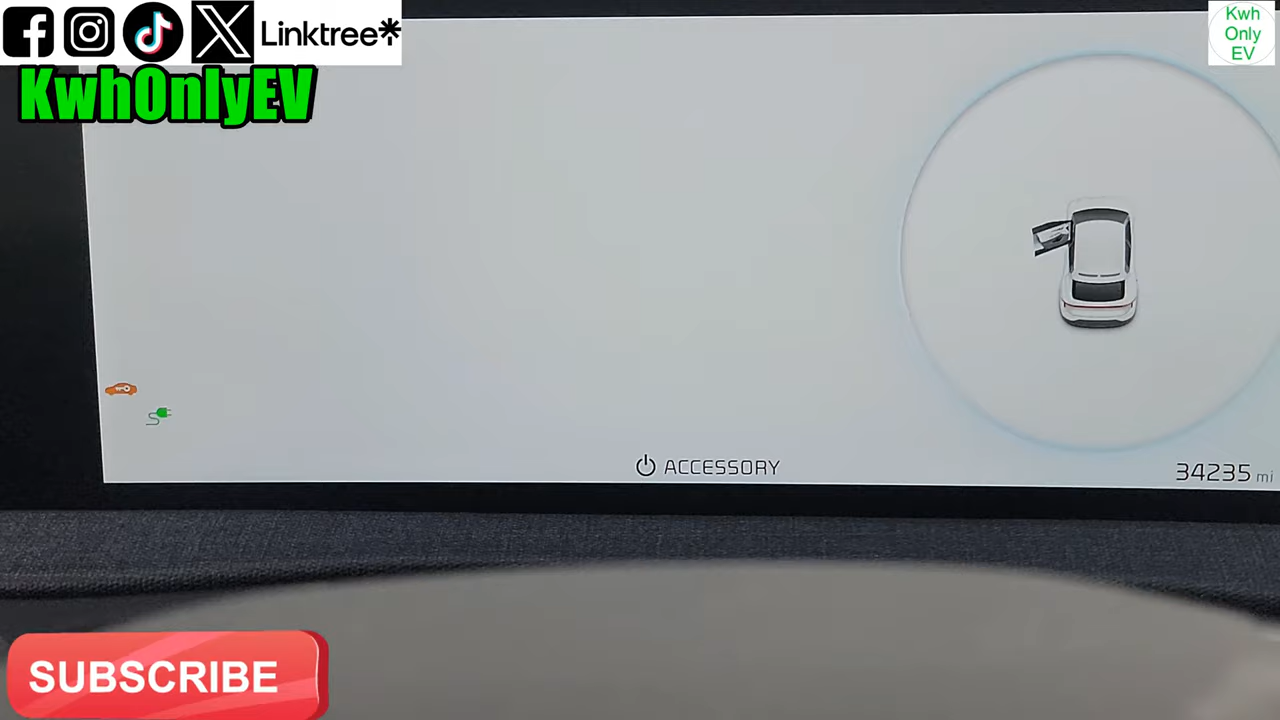 Linktree
KwhOnlyEV
Kwh
Only
EV
ACCESSORY
34235 mi
SUBSCRIBE